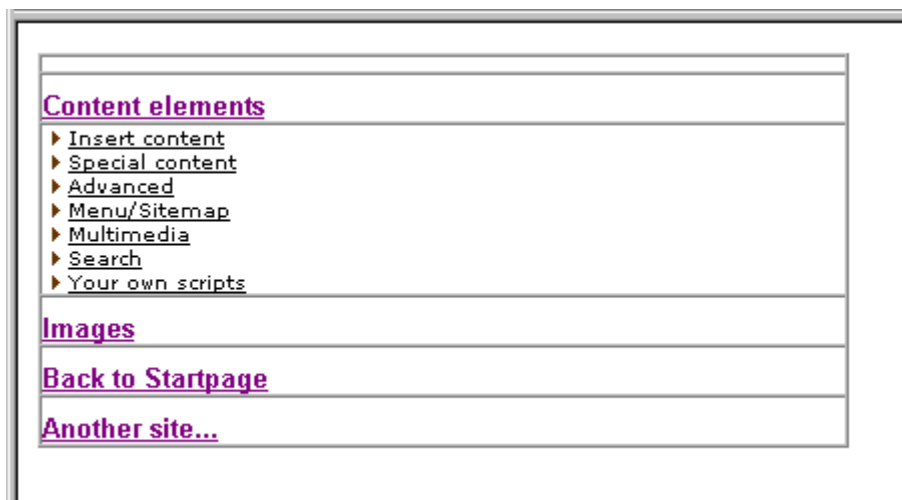 Content elements
Insert content
Special content
Advanced
Menu/Sitemap
Multimedia
Search
Your own scripts
Images
Back to Startpage
Another site...